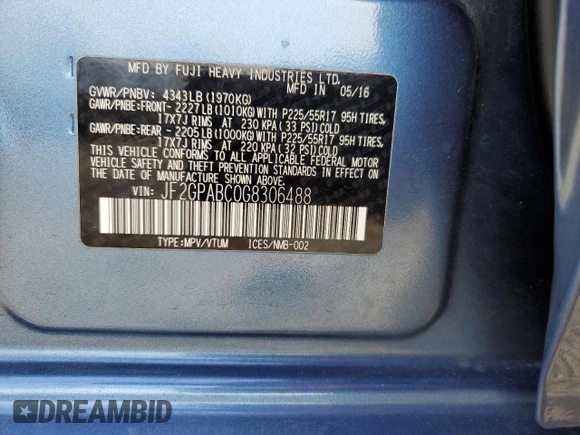 MFD BY FUJI HEAVY INDUSTRIES LTD.
MFD IN 05/16
GVWR/PNBV: 4343LB(1970KG)
GAWR/PNBE:FRONT- 2227LB(1010KG)WITH P225/55R17 95H TIRES,
17X7J RIMS AT 230 KPA(33 PSI)COLD
GAWR/PNBE:REAR - 2205LB(1000KG)WITH P225/55R17 95H TIRES,
17X7J RIMS AT 220 KPA(32 PSI)COLD
THIS VEHICLE CONFORMS TO ALL APPLICABLE FEDERAL MOTOR
VEHICLE SAFETY AND THEFT PREVENTION STANDARDS IN EFFECT ON THE
DATE OF MANUFACTURE SHOWN ABOVE.
VIN: JF2GPABC0G8306488
TYPE:MPV/VTUM ICES/NMB-002
DREAMBID